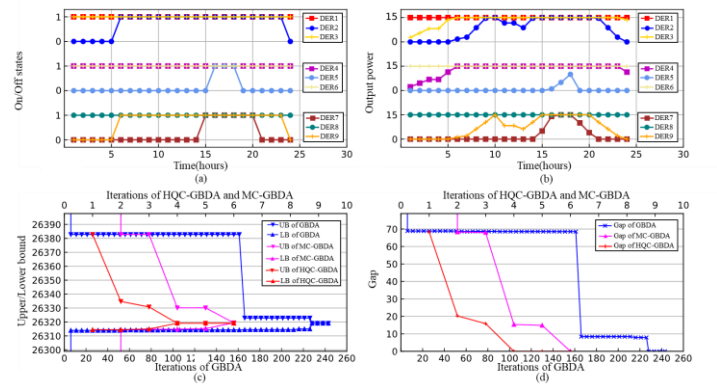 1
0
1
0
1
0
On/Off states
DER1
DER2
DER3
DER4
DER5
DER6
DER7
DER8
DER9
5 10 15 20 25 30
Time(hours)
(a)
15
0
15
0
15
0
Output power
DER1
DER2
DER3
DER4
DER5
DER6
DER7
DER8
DER9
0 5 10 15 20 25 30
Time(hours)
(b)
Iterations of HQC-GBDA and MC-GBDA
0 1 2 3 4 5 6 7 8 9 10
26390
26380
26370
26360
26350
26340
26330
26320
26310
26300
Upper/Lower bound
UB of GBDA
LB of GBDA
UB of MC-GBDA
LB of MC-GBDA
UB of HQC-GBDA
LB of HQC-GBDA
0 20 40 60 80 100 120 140 160 180 200 220 240 260
Iterations of GBDA
(c)
Iterations of HQC-GBDA and MC-GBDA
0 1 2 3 4 5 6 7 8 9 10
70
60
50
40
30
20
10
0
Gap
Gap of GBDA
Gap of MC-GBDA
Gap of HQC-GBDA
0 20 40 60 80 100 120 140 160 180 200 220 240 260
Iterations of GBDA
(d)